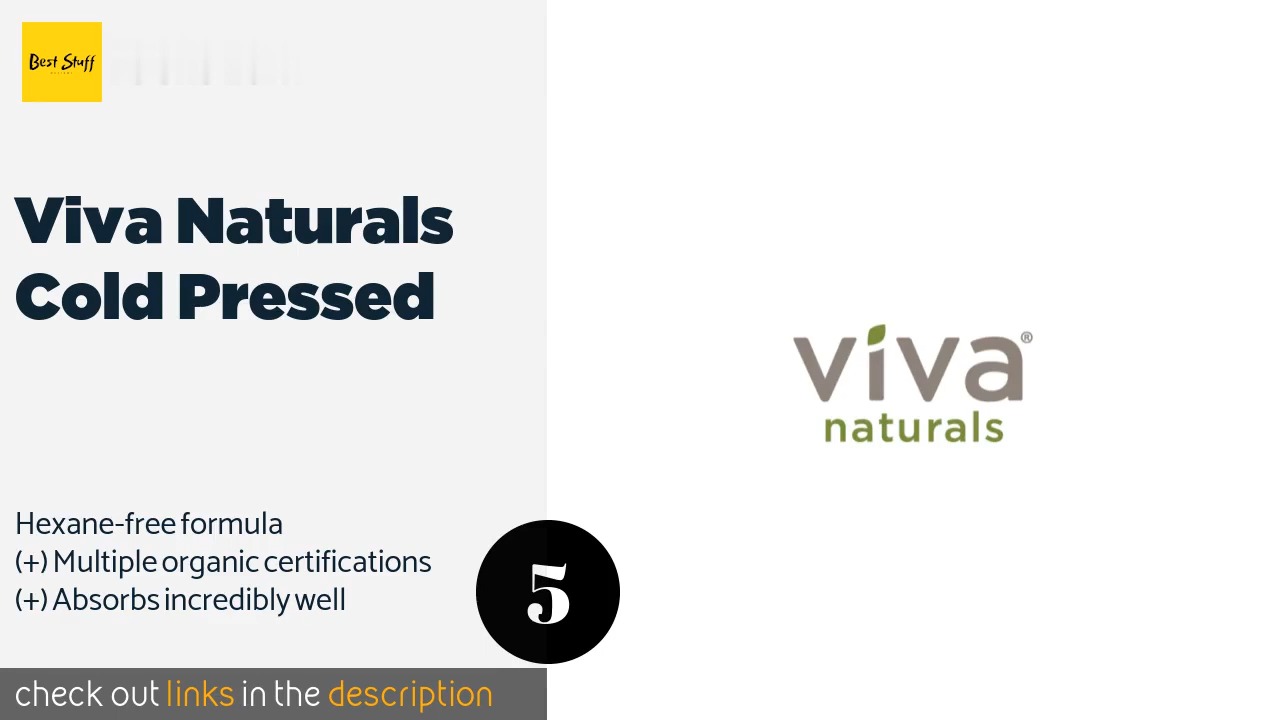 Best Stuff
Viva Naturals
Cold Pressed
viva®
naturals
Hexane-free formula
(+) Multiple organic certifications
(+) Absorbs incredibly well
5
check out links in the description